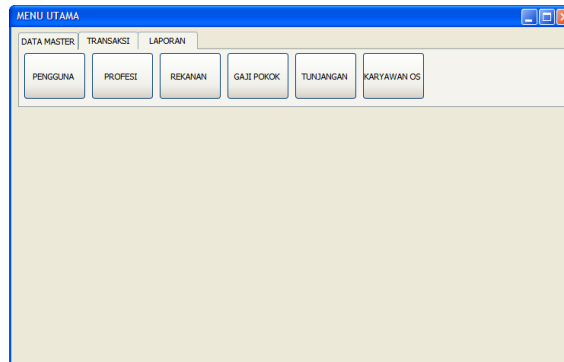 MENU UTAMA
DATA MASTER TRANSAKSI LAPORAN
PENGGUNA PROFESI REKANAN GAJI POKOK TUNJANGAN KARYAWAN OS